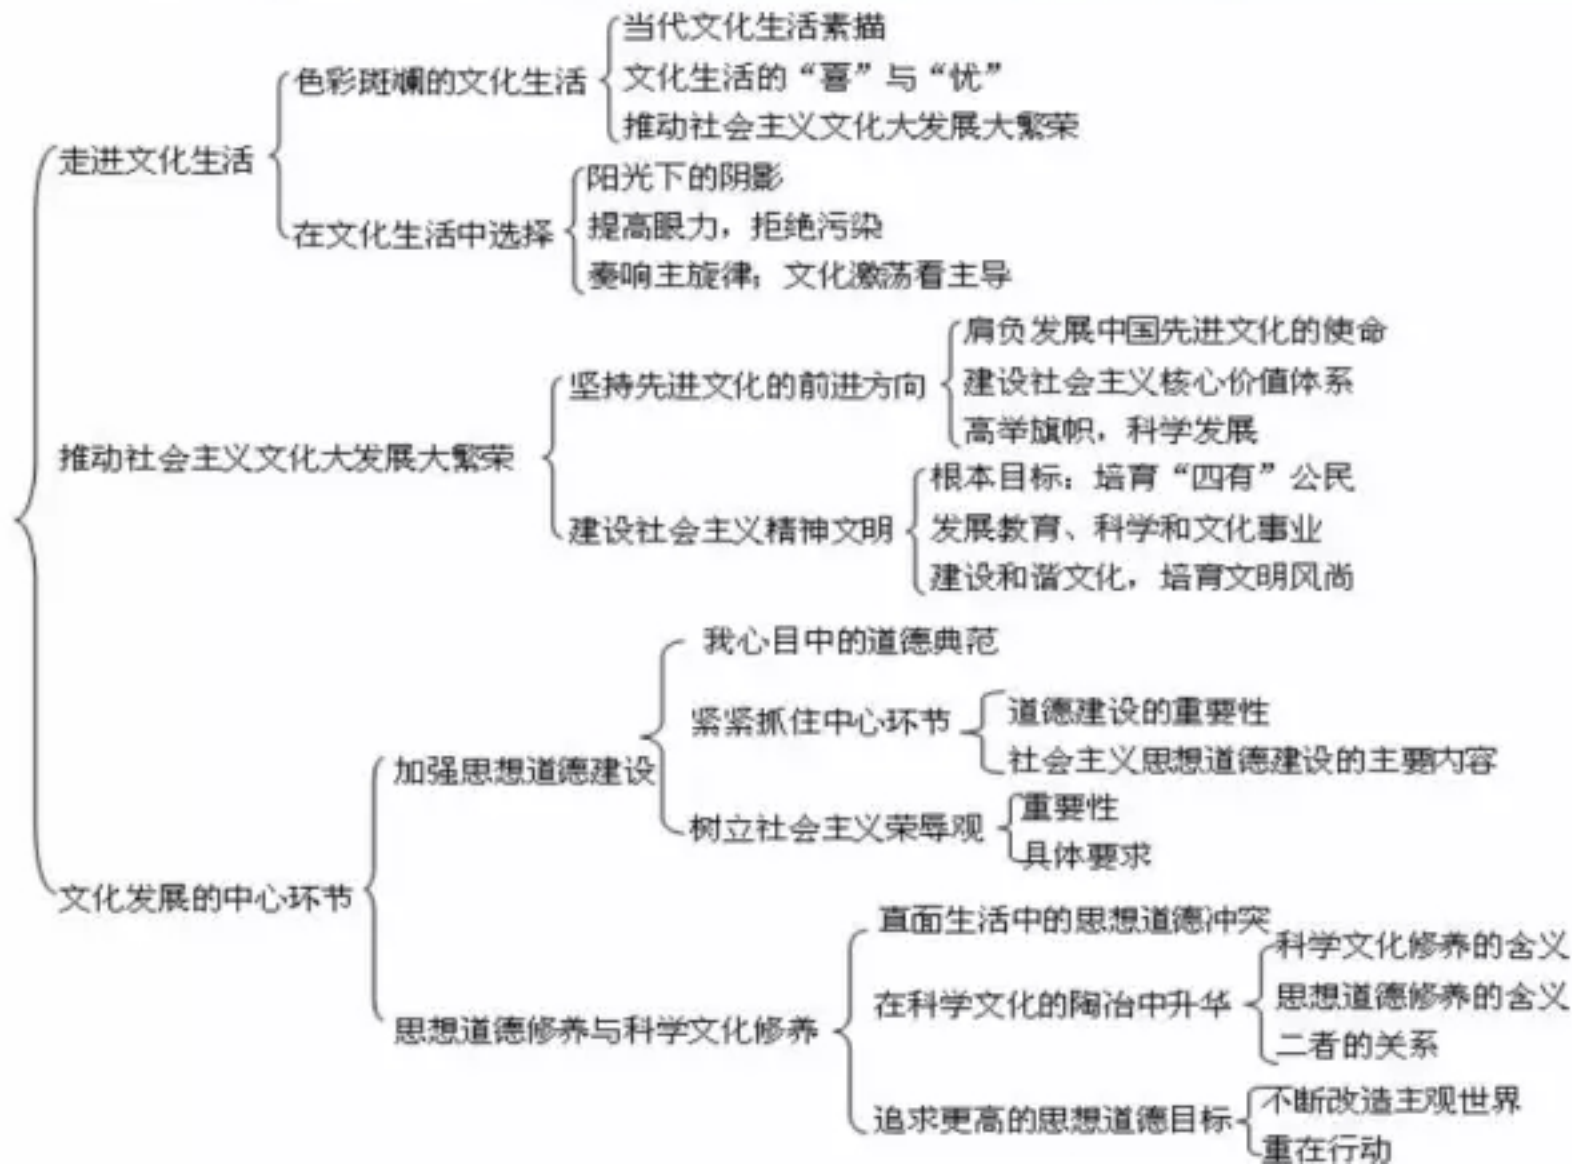 走进文化生活
色彩斑斓的文化生活
当代文化生活素描
文化生活的“喜”与“忧”
推动社会主义文化大发展大繁荣
在文化生活中选择
阳光下的阴影
提高眼力，拒绝污染
奏响主旋律；文化激荡看主导
推动社会主义文化大发展大繁荣
坚持先进文化的前进方向
肩负发展中国先进文化的使命
建设社会主义核心价值体系
高举旗帜，科学发展
建设社会主义精神文明
根本目标：培育“四有”公民
发展教育、科学和文化事业
建设和谐文化，培育文明风尚
文化发展的中心环节
加强思想道德建设
我心目中的道德典范
紧紧抓住中心环节
道德建设的重要性
社会主义思想道德建设的主要内容
树立社会主义荣辱观
重要性
具体要求
思想道德修养与科学文化修养
直面生活中的思想道德冲突
在科学文化的陶冶中升华
科学文化修养的含义
思想道德修养的含义
二者的关系
追求更高的思想道德目标
不断改造主观世界
重在行动